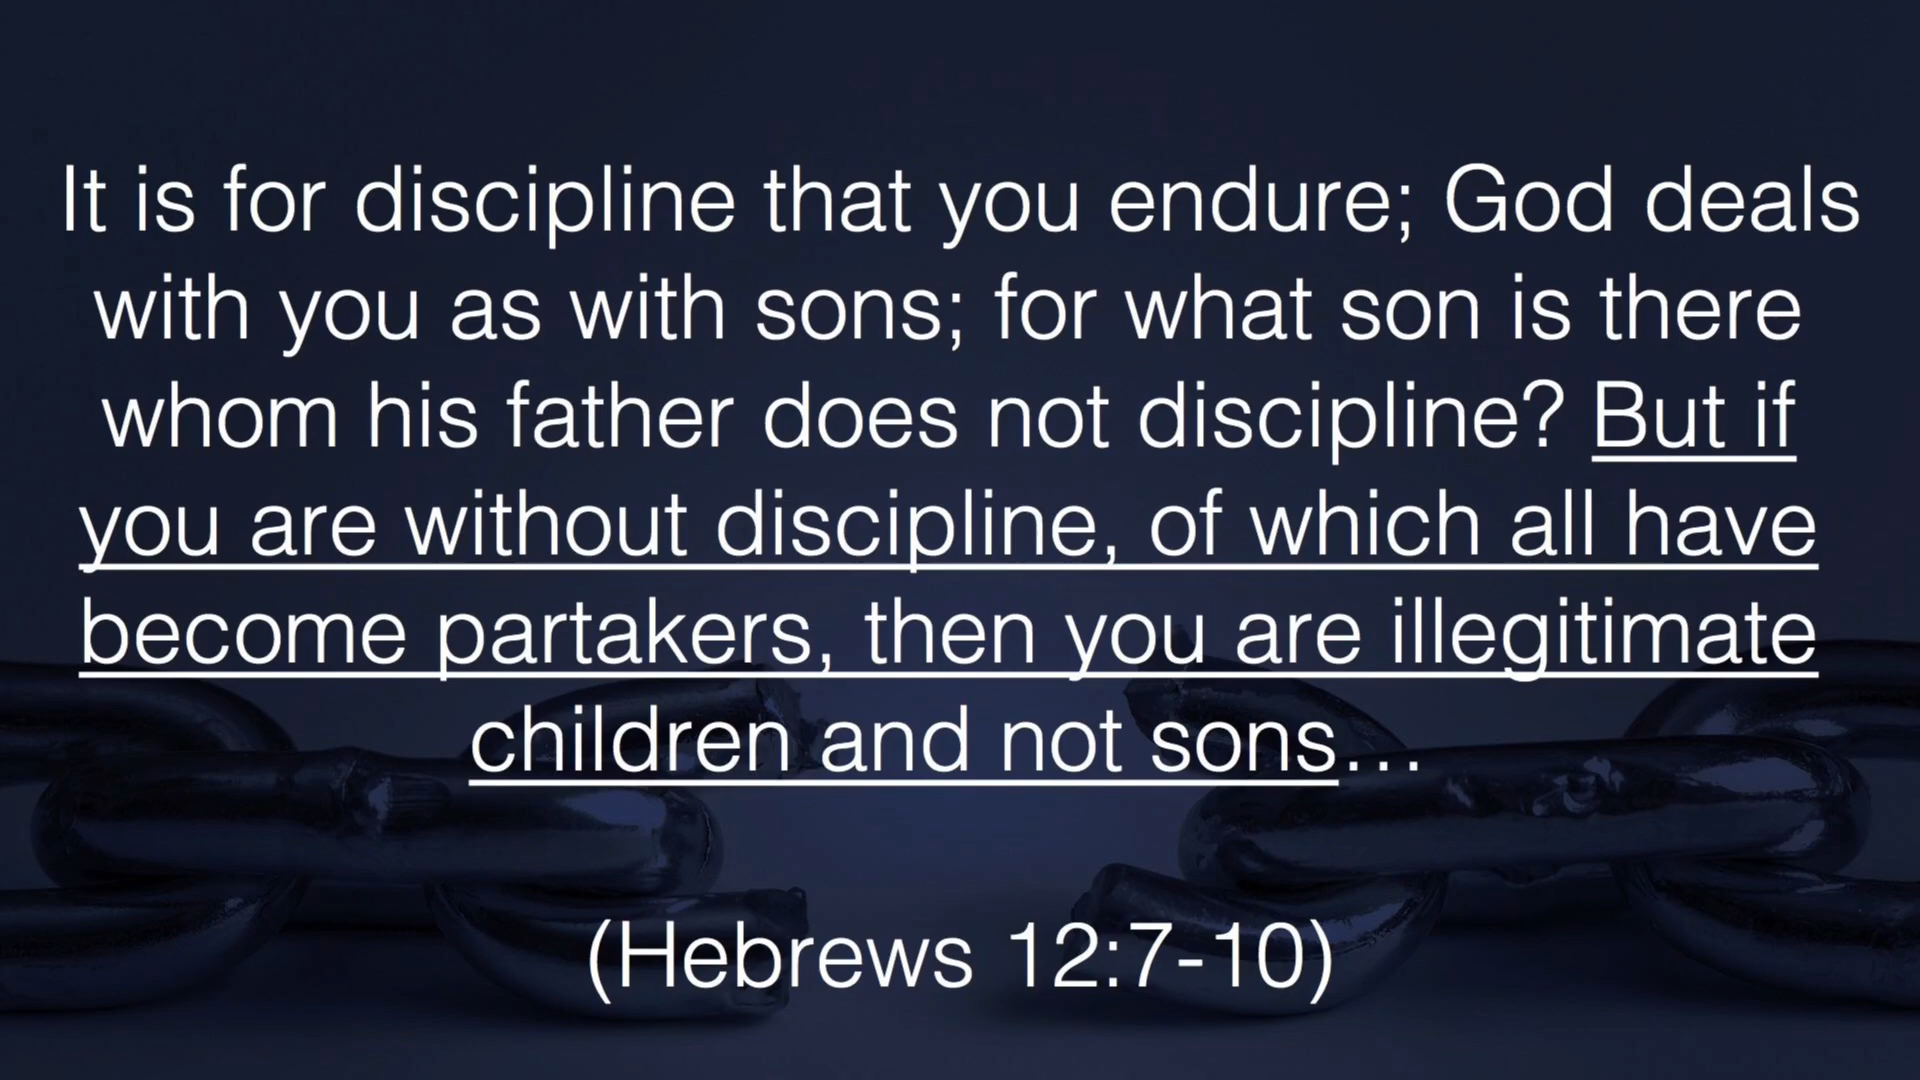 It is for discipline that you endure; God deals
with you as with sons; for what son is there
whom his father does not discipline? But if
you are without discipline, of which all have
become partakers, then you are illegitimate
children and not sons…
(Hebrews 12:7-10)